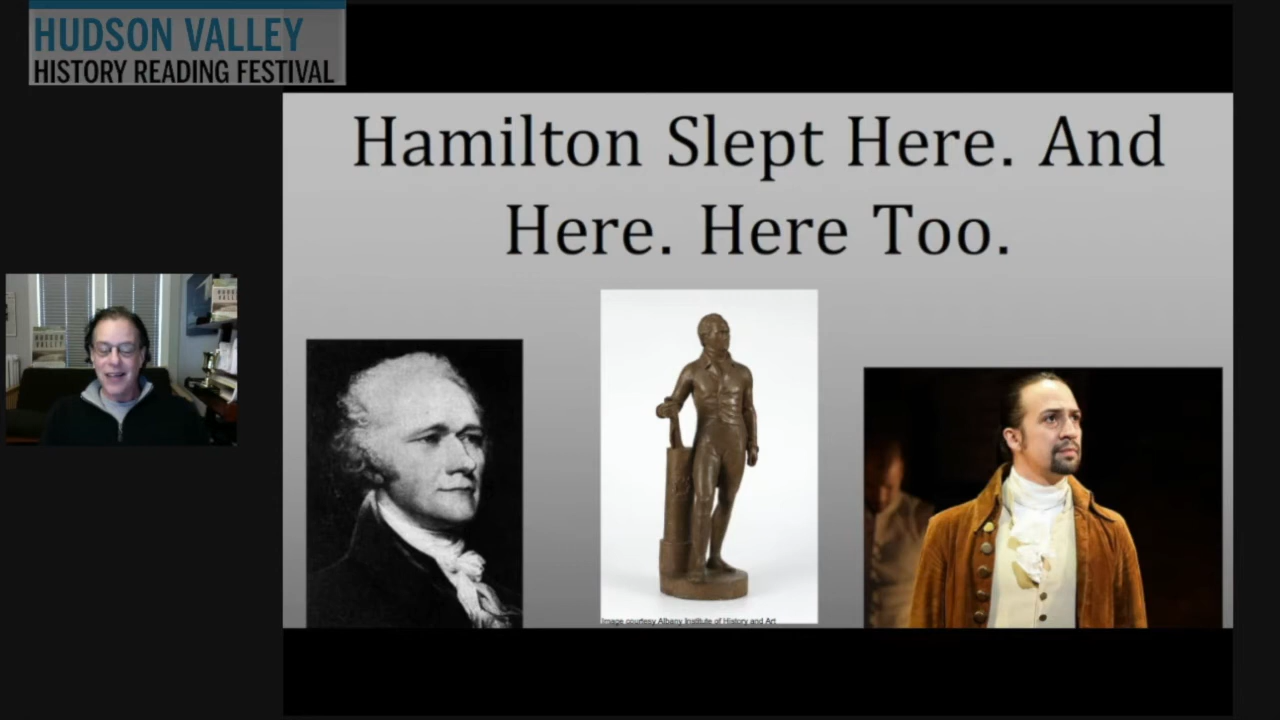 HUDSON VALLEY
HISTORY READING FESTIVAL
Hamilton Slept Here. And
Here. Here Too.
Image courtesy Albany Institute of History and Art